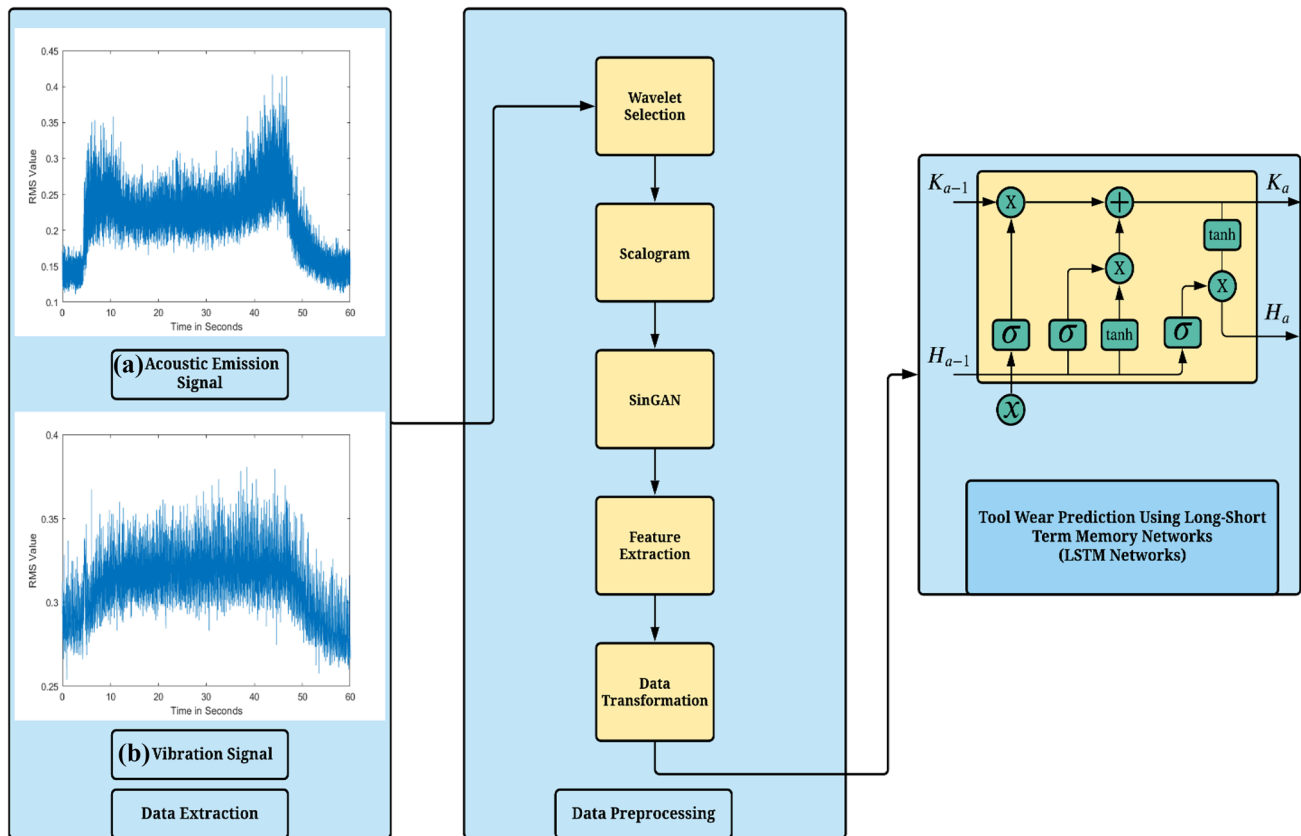 0.45
0.4
0.35
0.3
0.25
0.2
0.15
0.1
RMS Value
0 10 20 30 40 50 60
Time in Seconds
(a) Acoustic Emission
Signal
0.4
0.35
0.3
0.25
RMS Value
0 10 20 30 40 50 60
Time in Seconds
(b) Vibration Signal
Data Extraction
Wavelet
Selection
Scalogram
SinGAN
Feature
Extraction
Data
Transformation
Data Preprocessing
K_{a-1}
K_a
X
+
tanh
X
X
H_a
σ
σ
tanh
σ
H_{a-1}
x
Tool Wear Prediction Using Long-Short
Term Memory Networks
(LSTM Networks)